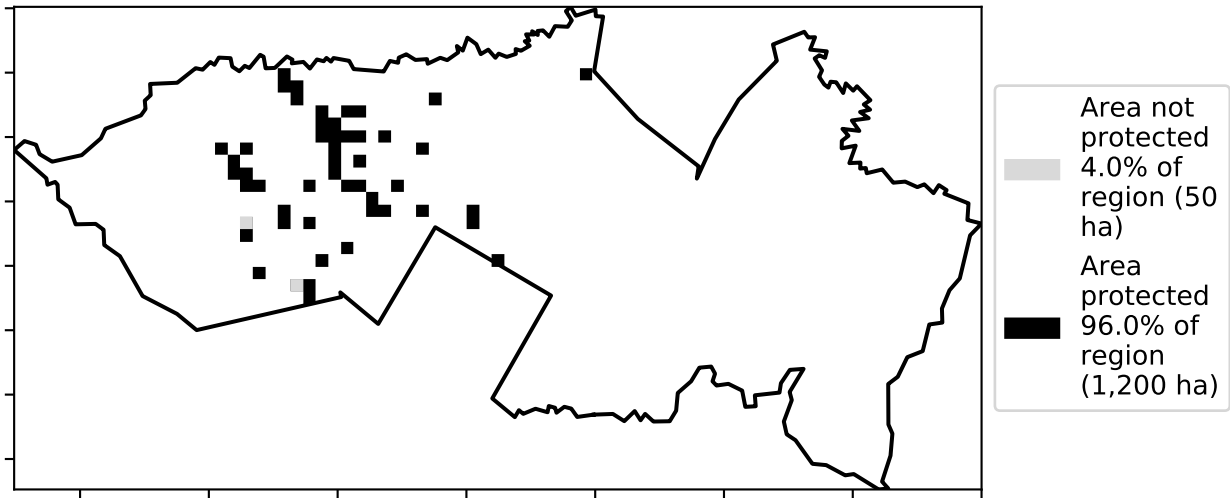 Area not
protected
4.0% of
region (50
ha)
Area
protected
96.0% of
region
(1,200 ha)